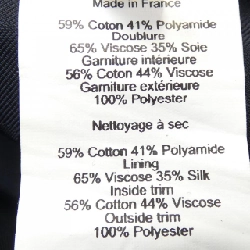 Made in France
59% Coton 41% Polyamide
Doublure
65% Viscose 35% Soie
Garniture intérieure
56% Coton 44% Viscose
Garniture extérieure
100% Polyester
Nettoyage à sec
59% Cotton 41% Polyamide
Lining
65% Viscose 35% Silk
Inside trim
56% Cotton 44% Viscose
Outside trim
100% Polyester